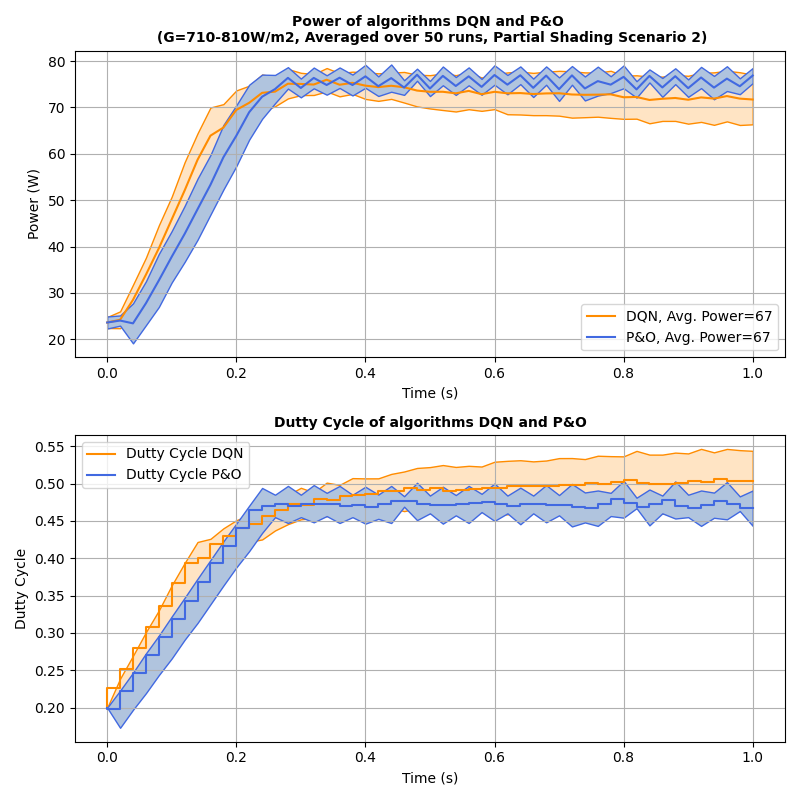 Power of algorithms DQN and P&O
(G=710-810W/m2, Averaged over 50 runs, Partial Shading Scenario 2)
80
70
60
50
40
30
20
Power (W)
DQN, Avg. Power=67
P&O, Avg. Power=67
0.0 0.2 0.4 0.6 0.8 1.0
Time (s)
Dutty Cycle of algorithms DQN and P&O
0.55
0.50
0.45
0.40
0.35
0.30
0.25
0.20
Dutty Cycle
Dutty Cycle DQN
Dutty Cycle P&O
0.0 0.2 0.4 0.6 0.8 1.0
Time (s)